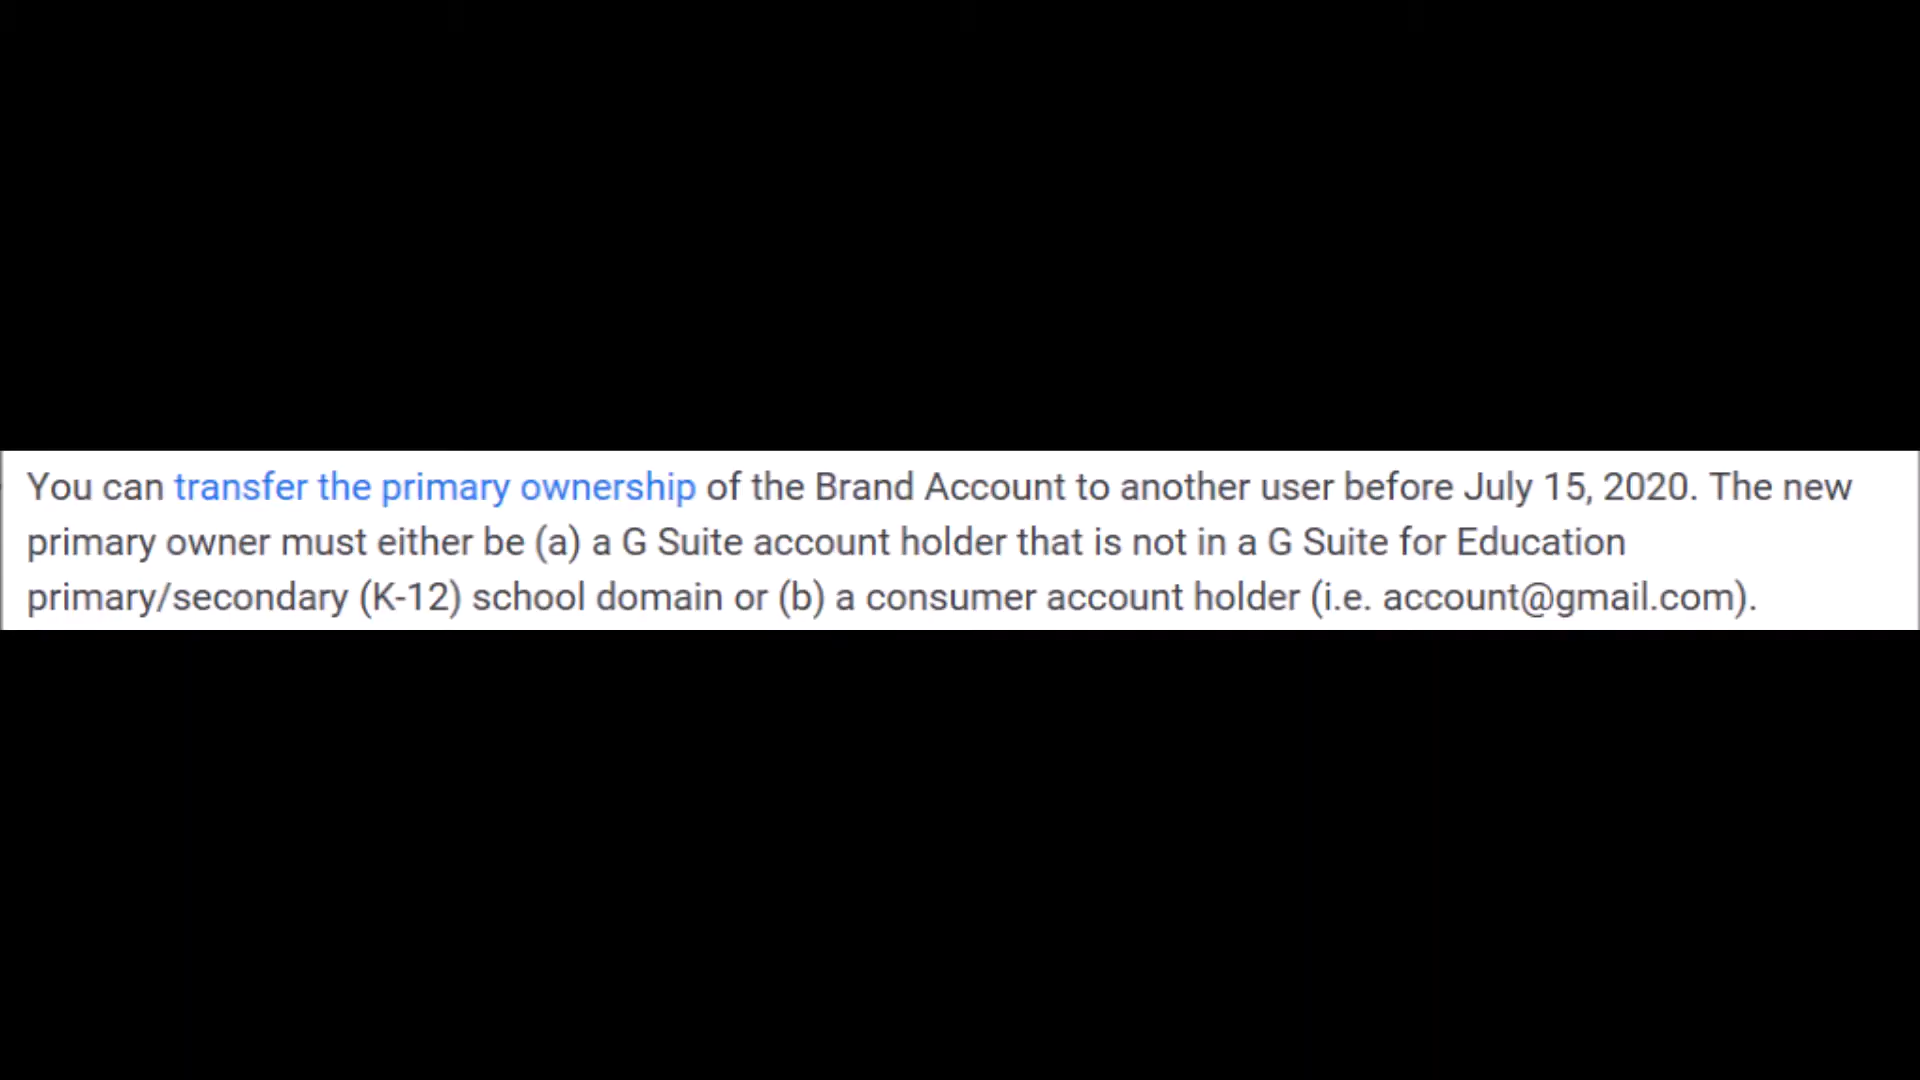 You can transfer the primary ownership of the Brand Account to another user before July 15, 2020. The new
primary owner must either be (a) a G Suite account holder that is not in a G Suite for Education
primary/secondary (K-12) school domain or (b) a consumer account holder (i.e. account@gmail.com).